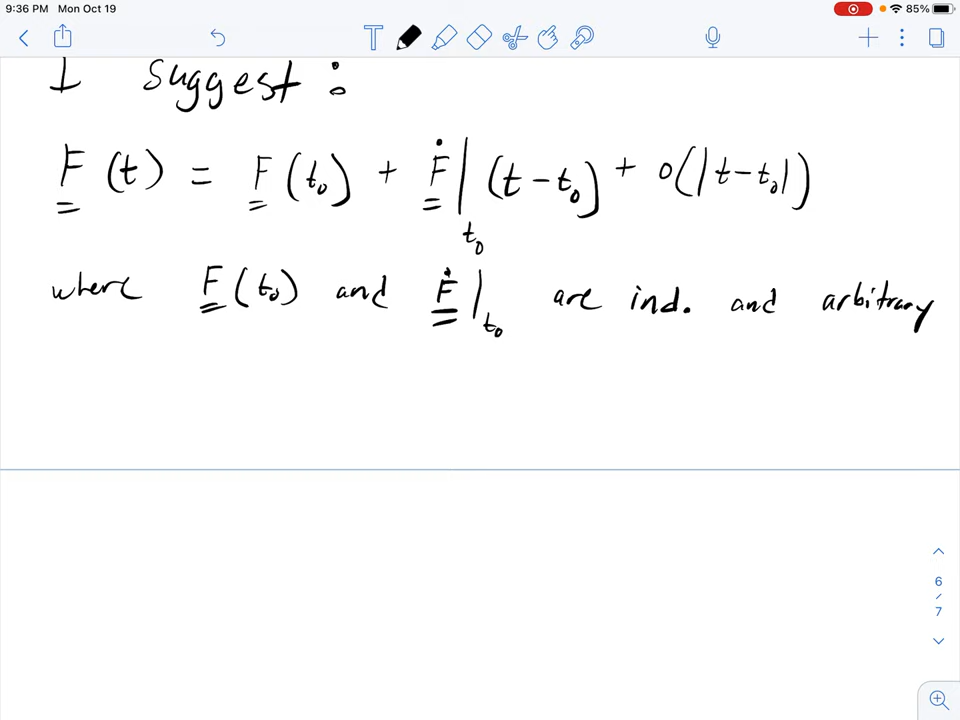 9:36 PM Mon Oct 19
85%
T
I suggest:
F̳(t) = F̳(t₀) + Ḟ̳|t₀ (t-t₀) + o(|t-t₀|)
where F̳(t₀) and Ḟ̳|t₀ are ind. and arbitrary
6
/
7